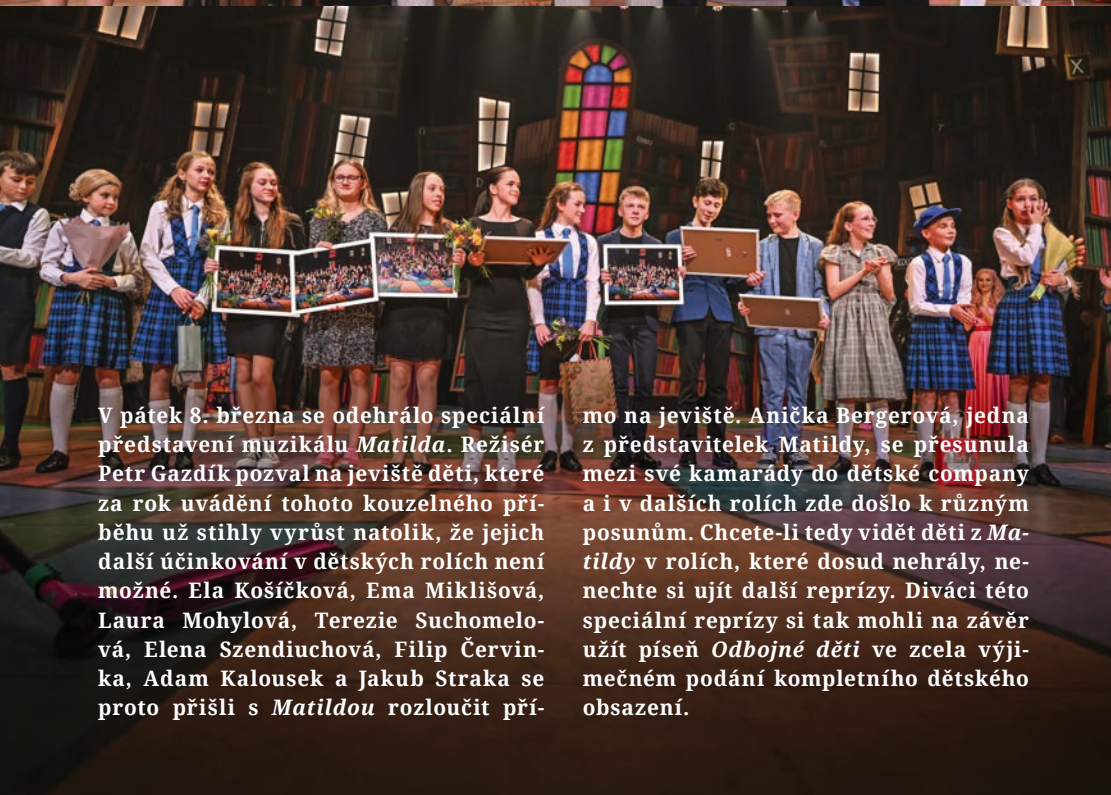 V pátek 8. března se odehrálo speciální
představení muzikálu Matilda. Režisér
Petr Gazdík pozval na jeviště děti, které
za rok uvádění tohoto kouzelného pří-
běhu už stihly vyrůst natolik, že jejich
další účinkování v dětských rolích není
možné. Ela Košíčková, Ema Miklišová,
Laura Mohylová, Terezie Suchomelo-
vá, Elena Szendiuchová, Filip Červin-
ka, Adam Kalousek a Jakub Straka se
proto přišli s Matildou rozloučit pří-
mo na jeviště. Anička Bergerová, jedna
z představitelek Matildy, se přesunula
mezi své kamarády do dětské company
a i v dalších rolích zde došlo k různým
posunům. Chcete-li tedy vidět děti z Ma-
tildy v rolích, které dosud nehrály, ne-
nechte si ujít další reprízy. Diváci této
speciální reprízy si tak mohli na závěr
užít píseň Odbojné děti ve zcela výji-
mečném podání kompletního dětského
obsazení.
X